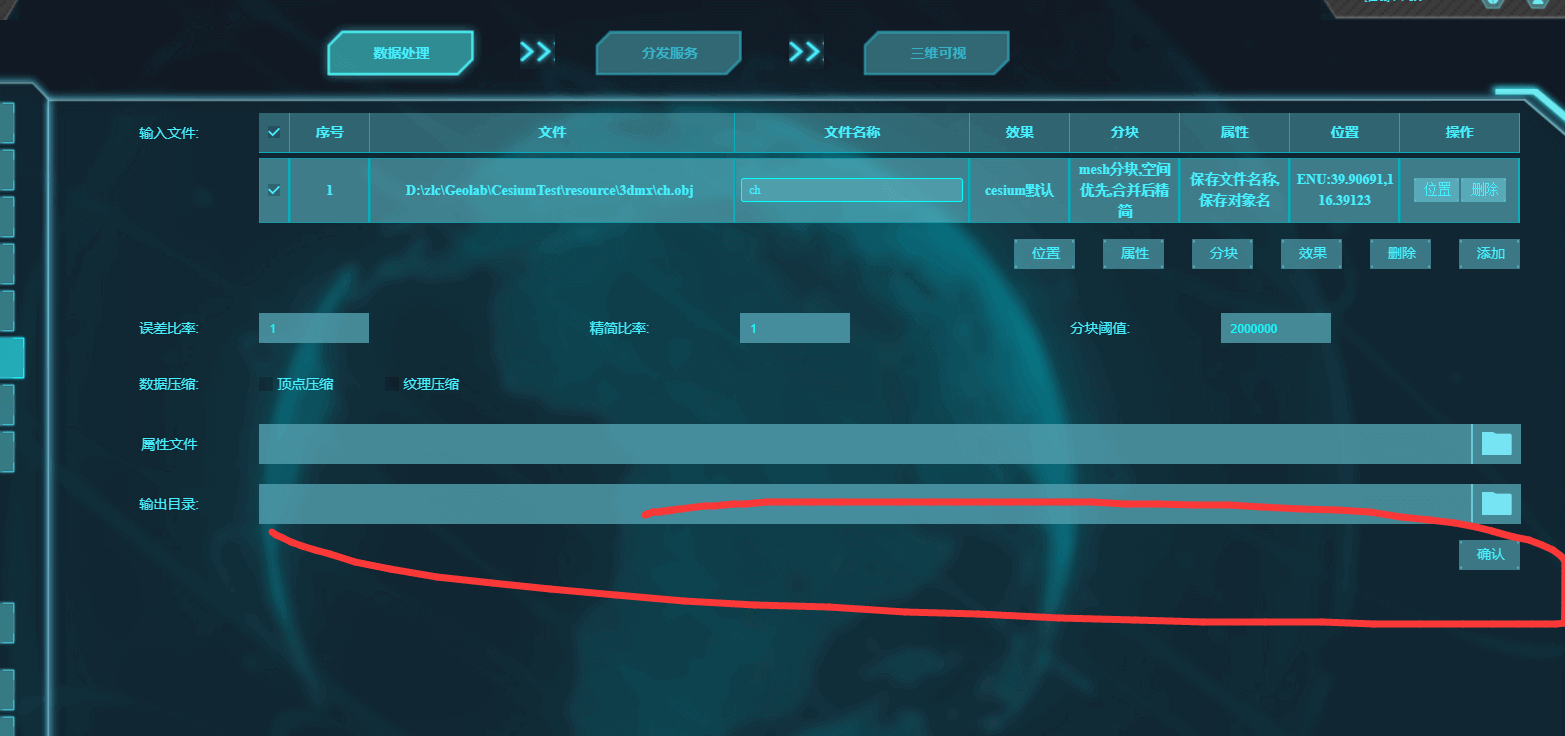 数据处理
分发服务
三维可视
输入文件:
序号 文件 文件名称 效果 分块 属性 位置 操作
1 D:\zlc\Geolab\CesiumTest\resource\3dmx\ch.obj ch cesium默认 mesh分块,空间优先,合并后精简 保存文件名称,保存对象名 ENU:39.90691,116.39123 位置 删除
位置 属性 分块 效果 删除 添加
误差比率: 1 精简比率: 1 分块阈值: 2000000
数据压缩: 顶点压缩 纹理压缩
属性文件
输出目录:
确认